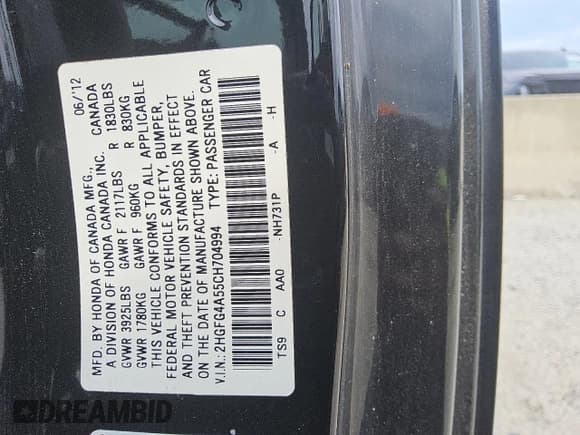 MFD. BY HONDA OF CANADA MFG., 06/'12
A DIVISION OF HONDA CANADA INC. CANADA
GVWR 3925LBS GAWR F 2117LBS R 1830LBS
GVWR 1780KG GAWR F 960KG R 830KG
THIS VEHICLE CONFORMS TO ALL APPLICABLE
FEDERAL MOTOR VEHICLE SAFETY, BUMPER,
AND THEFT PREVENTION STANDARDS IN EFFECT
ON THE DATE OF MANUFACTURE SHOWN ABOVE.
V.I.N.: 2HGFG4A55CH704994 TYPE: PASSENGER CAR
TS9 C AA0 -NH731P -A -H
DREAMBID